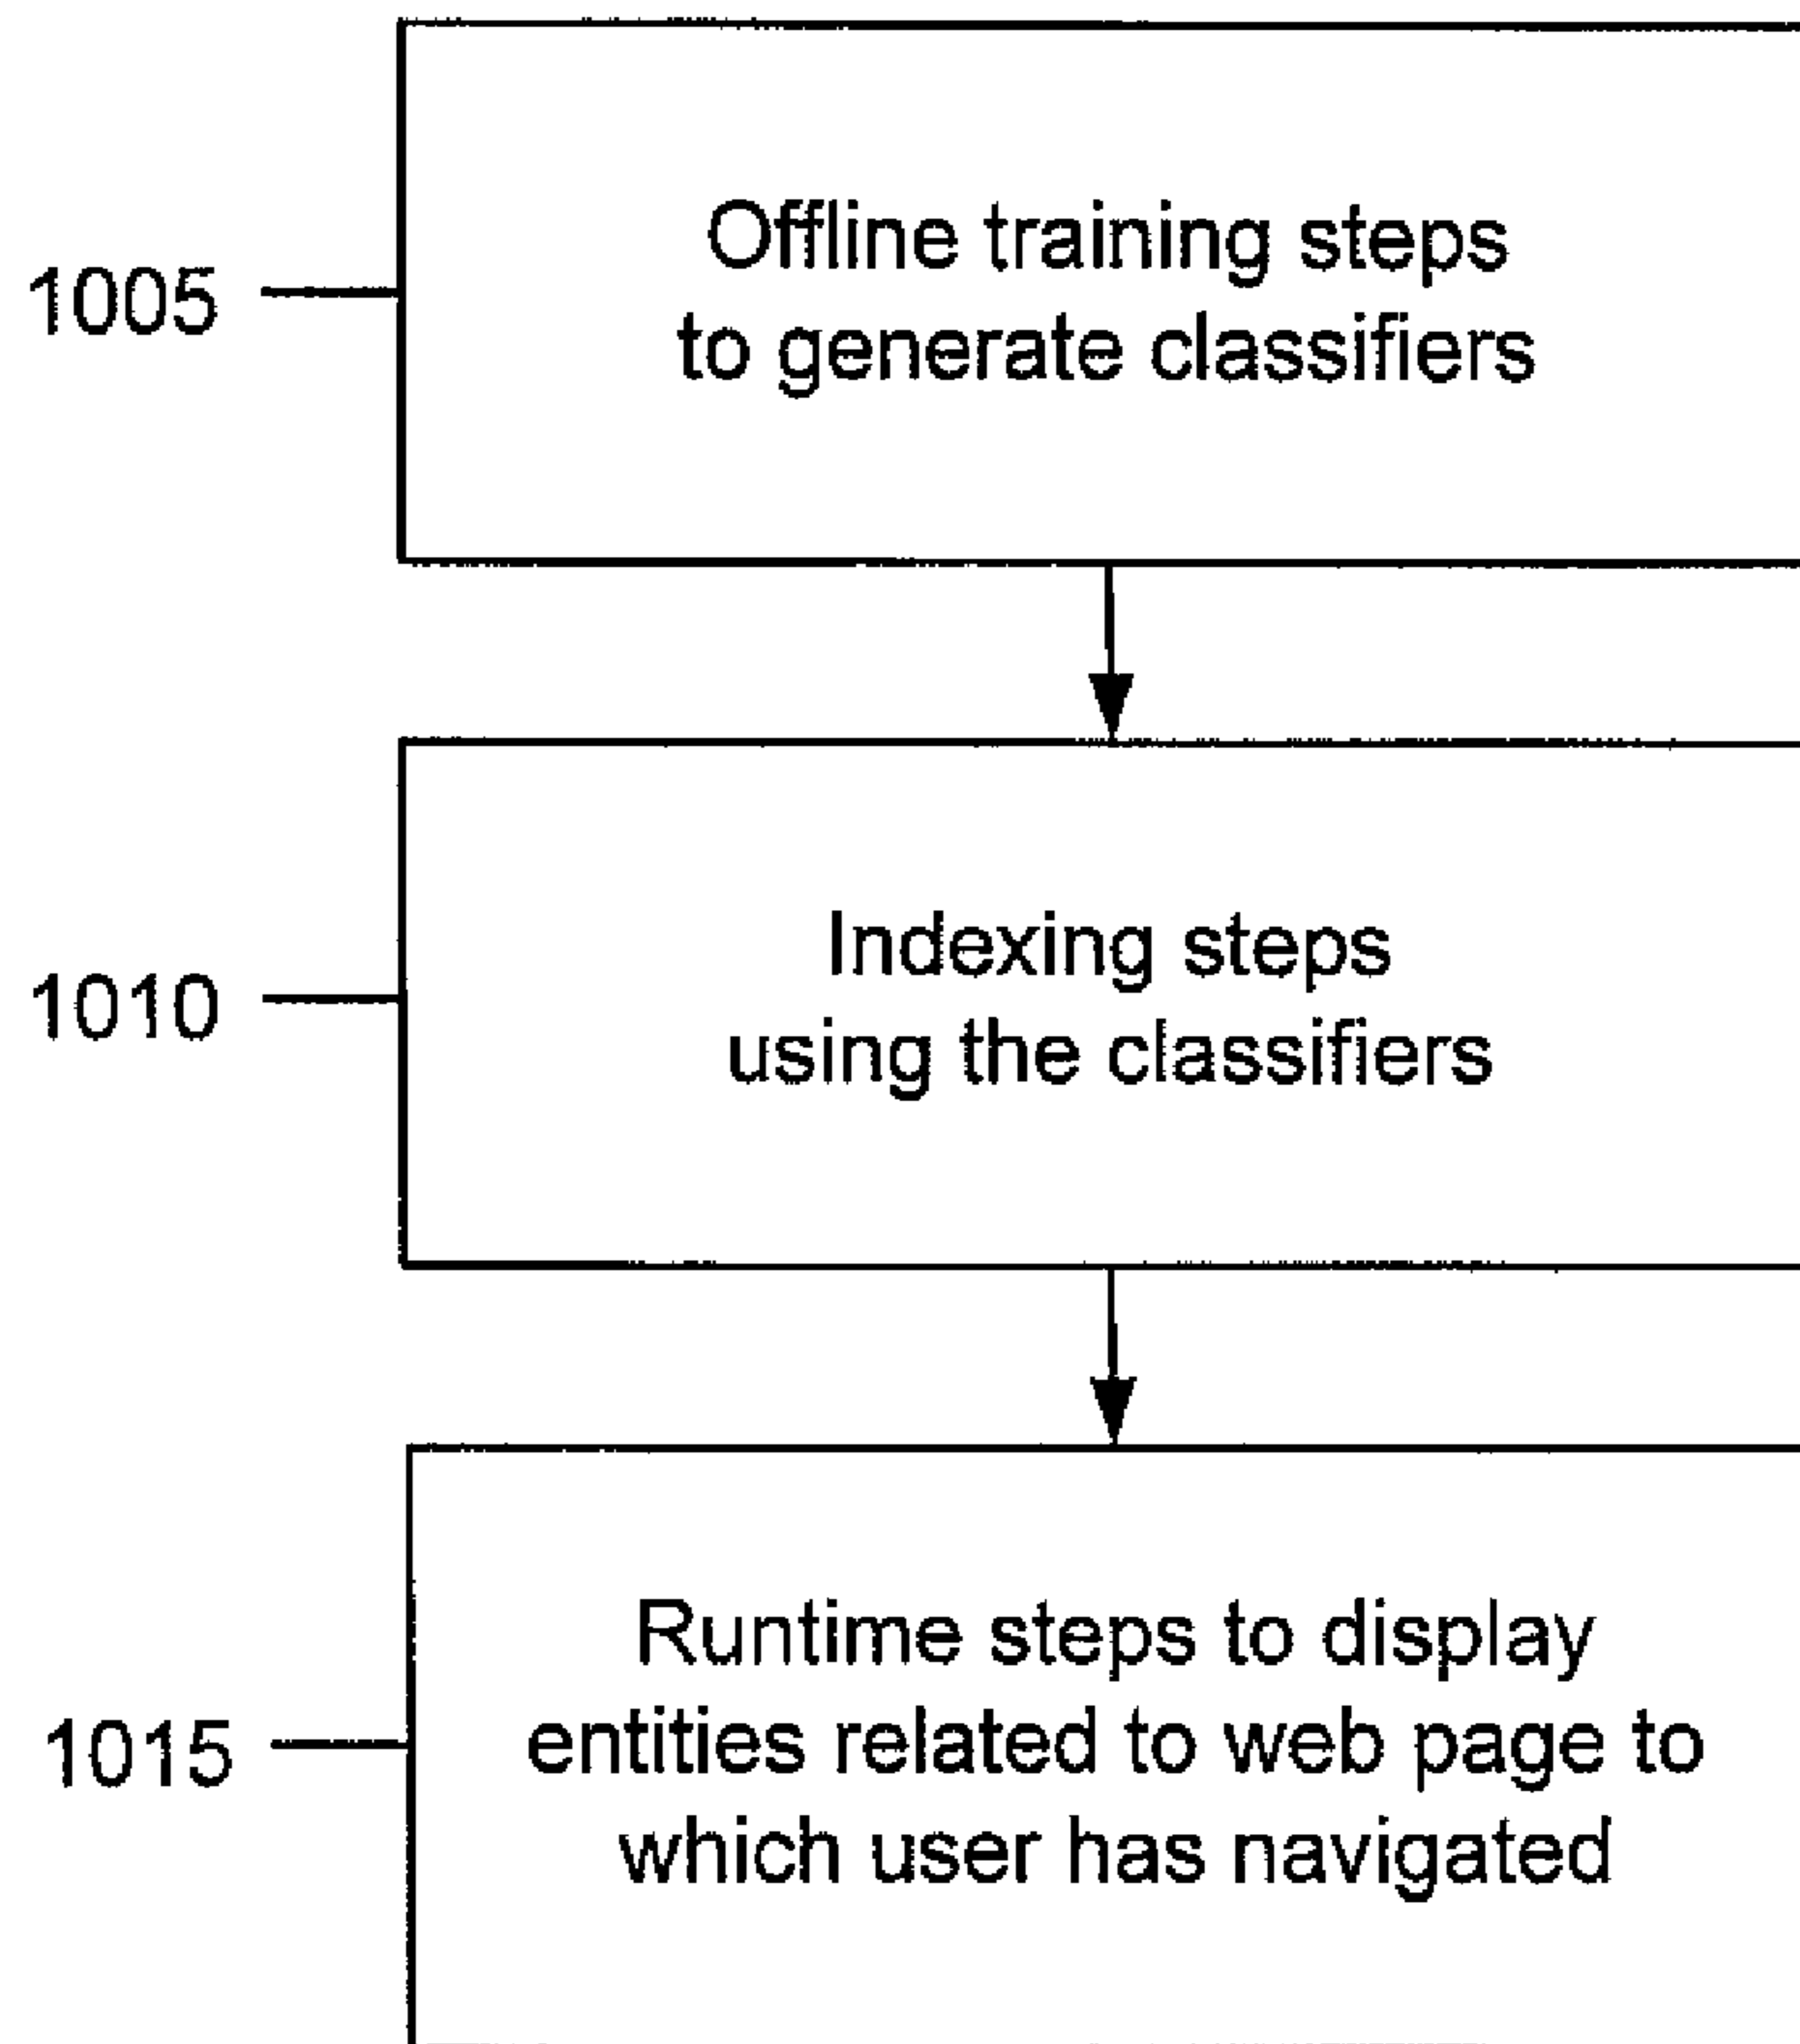 1005
Offline training steps
to generate classifiers
1010
Indexing steps
using the classifiers
1015
Runtime steps to display
entities related to web page to
which user has navigated